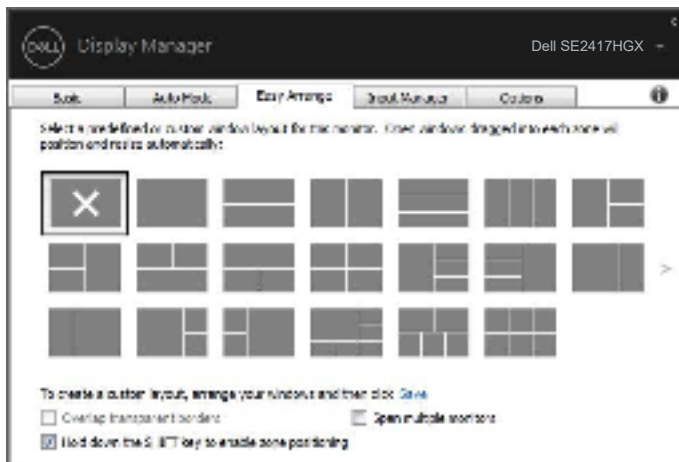 DELL Display Manager
Dell SE2417HGX
Basic Auto Mode Easy Arrange Input Manager Options
Select a predefined or custom window layout for this monitor. Open windows dragged into each zone will
position and resize automatically:
To create a custom layout, arrange your windows and then click Save
Overlap transparent borders Span multiple monitors
Hold down the SHIFT key to enable zone positioning